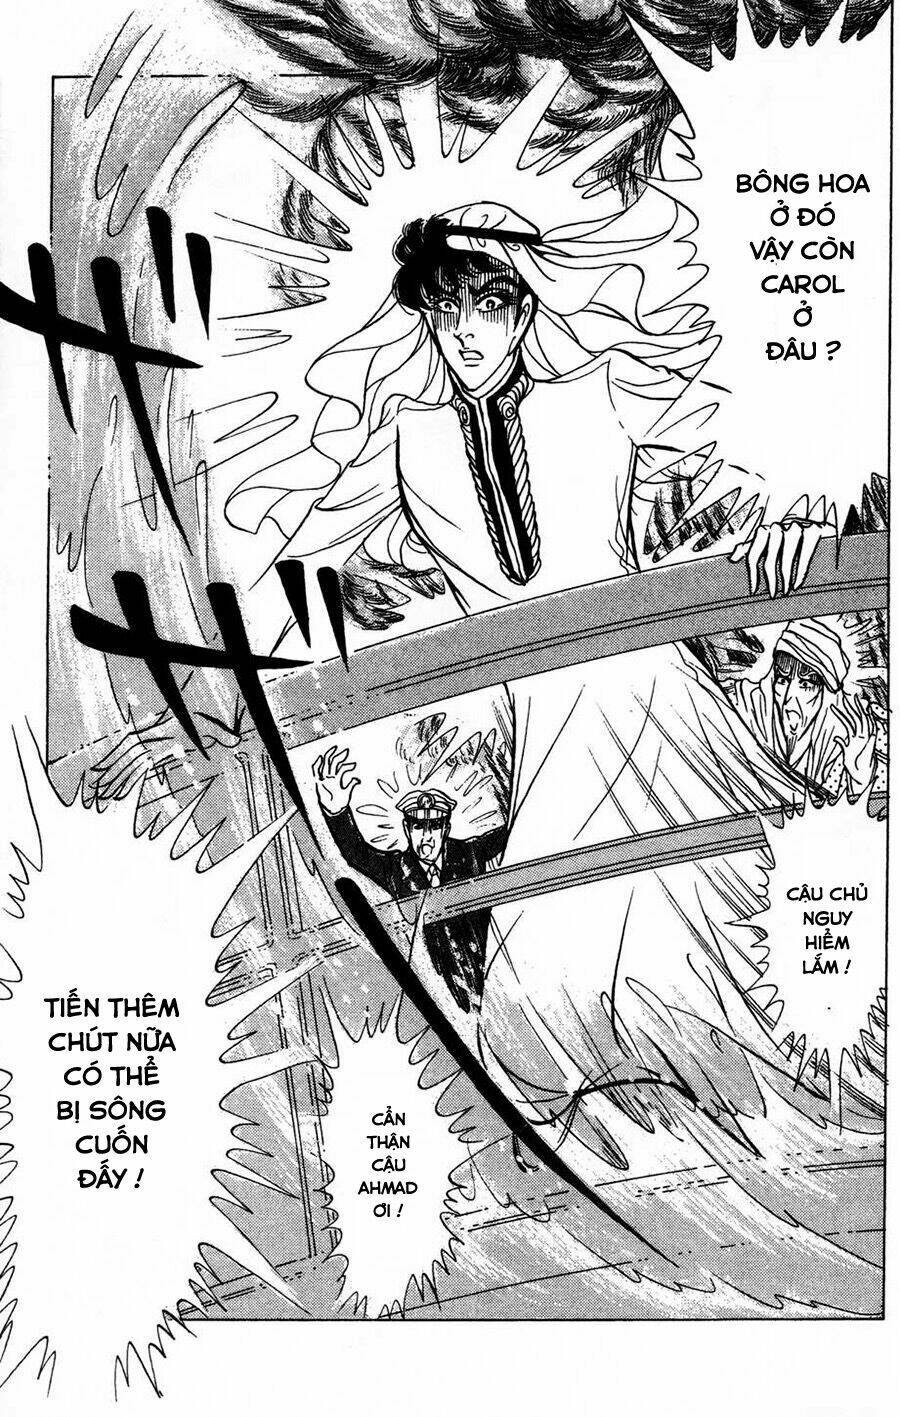 BÔNG HOA
Ở ĐÓ
VẬY CÒN
CAROL
Ở
ĐÂU ?
ザ
ザ
CẬU CHỦ
NGUY
HIỂM
LẮM !
CẨN
THẬN
CẬU
AHMAD
ƠI !
TIẾN THÊM
CHÚT NỮA
CÓ THỂ
BỊ SÔNG
CUỐN
ĐẤY !